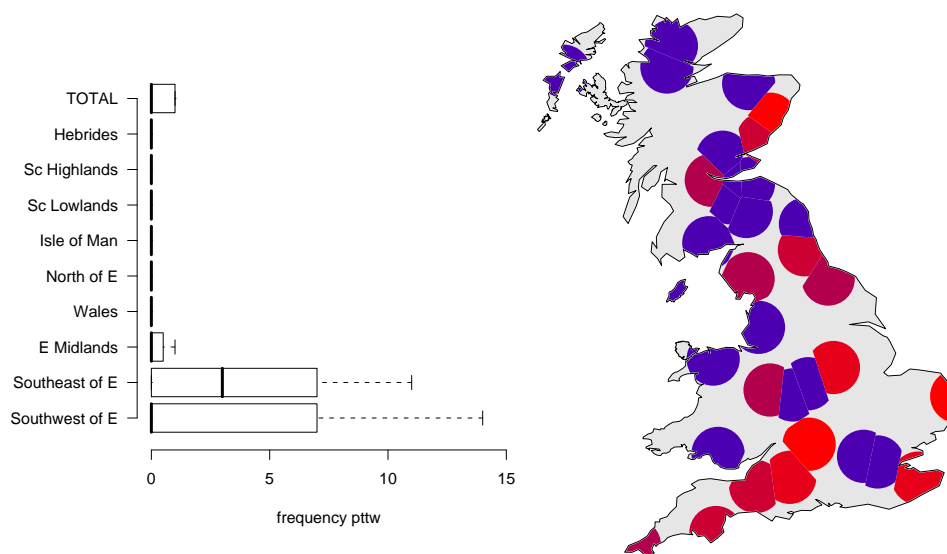 TOTAL
Hebrides
Sc Highlands
Sc Lowlands
Isle of Man
North of E
Wales
E Midlands
Southeast of E
Southwest of E
0 5 10 15
frequency pttw